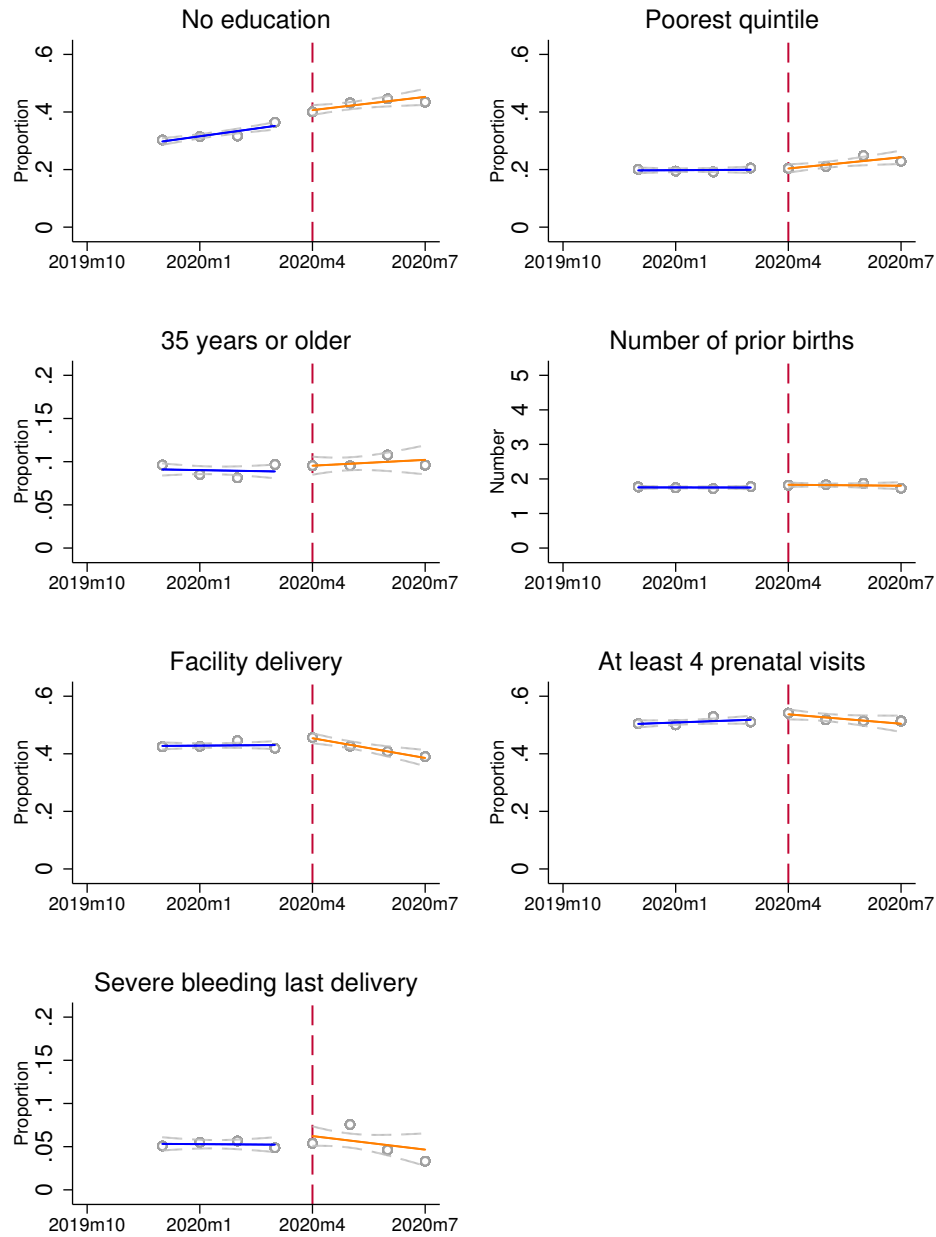 No education
Proportion
.6
.4
.2
0
2019m10 2020m1 2020m4 2020m7
Poorest quintile
Proportion
.6
.4
.2
0
2019m10 2020m1 2020m4 2020m7
35 years or older
Proportion
.2
.15
.1
.05
0
2019m10 2020m1 2020m4 2020m7
Number of prior births
Number
5
4
3
2
1
0
2019m10 2020m1 2020m4 2020m7
Facility delivery
Proportion
.6
.4
.2
0
2019m10 2020m1 2020m4 2020m7
At least 4 prenatal visits
Proportion
.6
.4
.2
0
2019m10 2020m1 2020m4 2020m7
Severe bleeding last delivery
Proportion
.2
.15
.1
.05
0
2019m10 2020m1 2020m4 2020m7